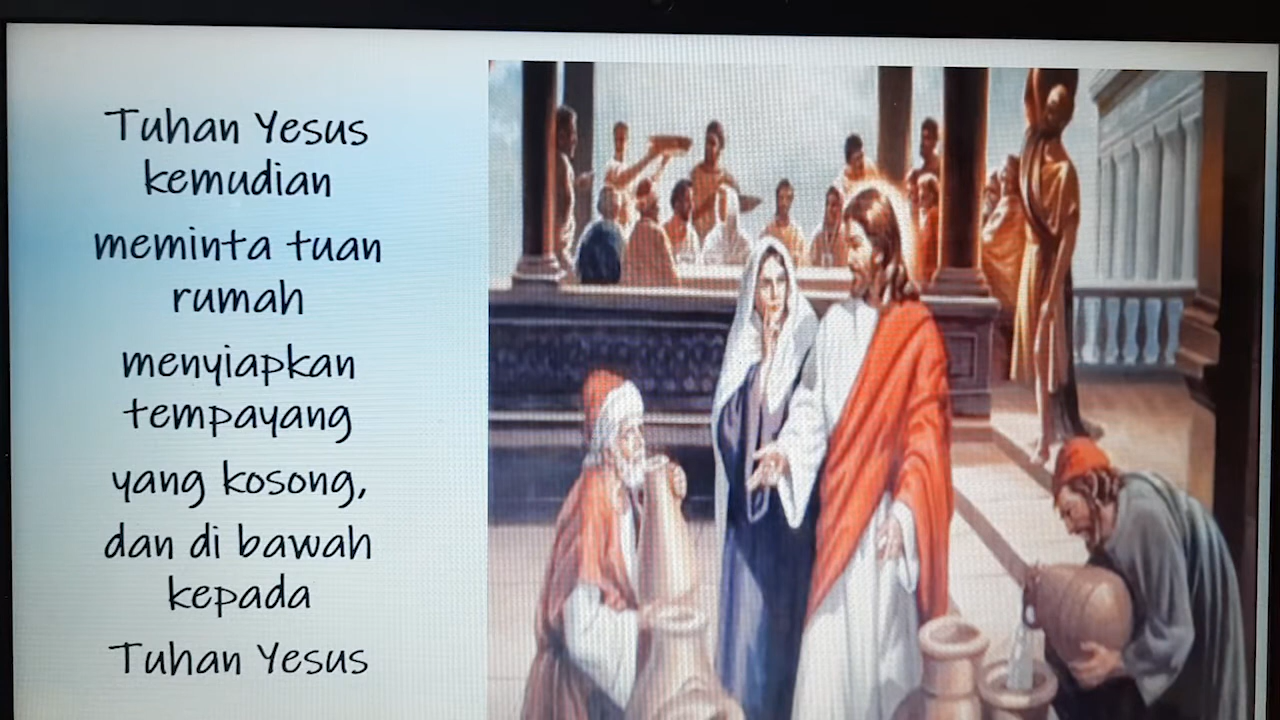 Tuhan Yesus
kemudian
meminta tuan
rumah
menyiapkan
tempayang
yang kosong,
dan di bawah
kepada
Tuhan Yesus